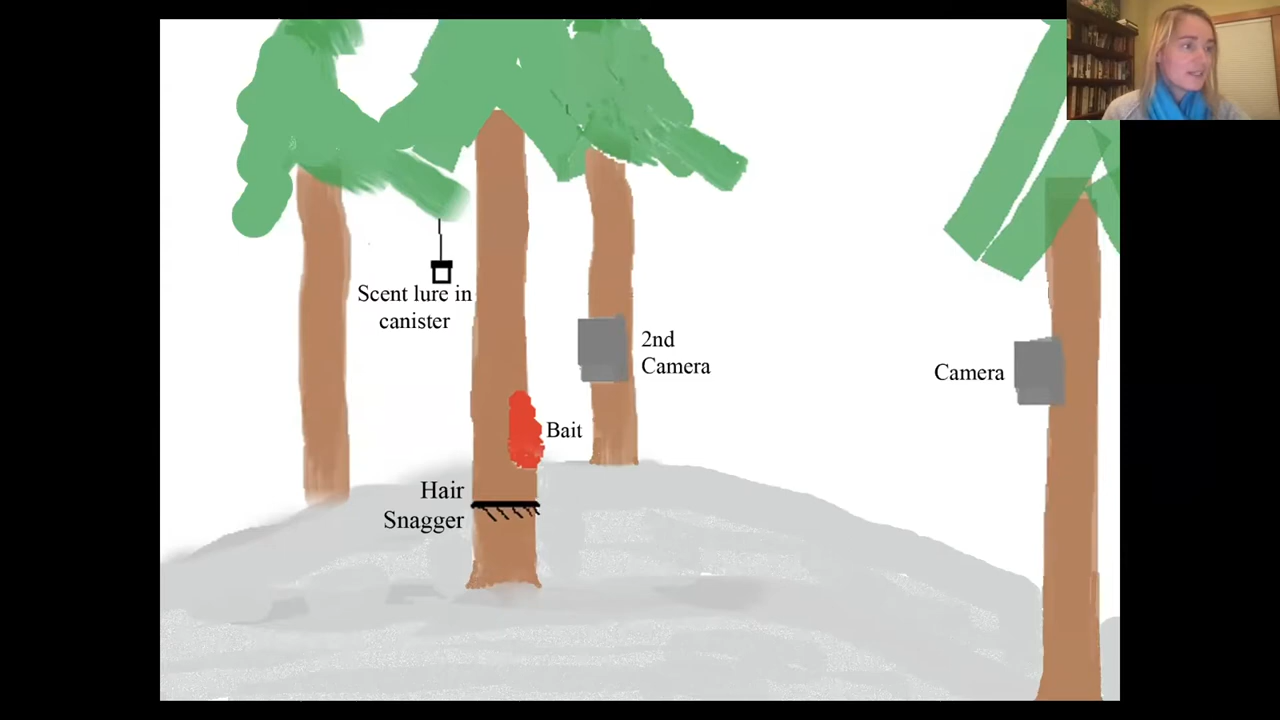 Scent lure in
canister
2nd
Camera
Camera
Bait
Hair
Snagger